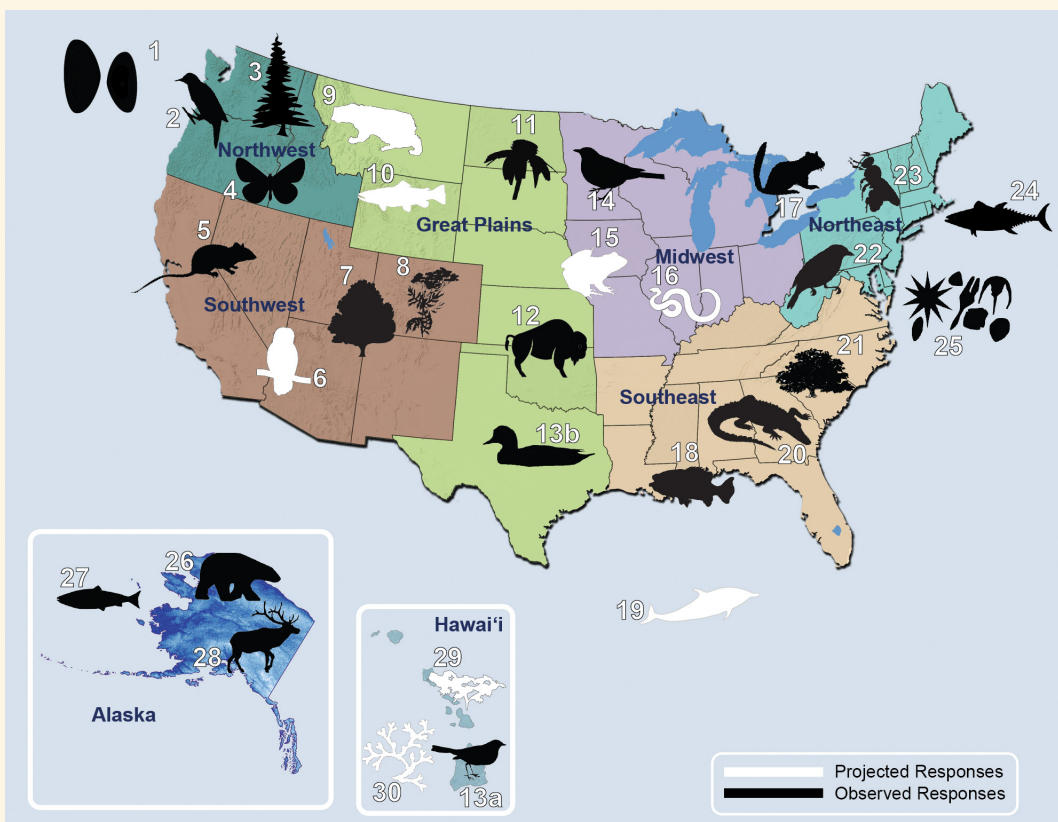 1
2
3
Northwest
4
5
Southwest
6
7
8
9
10
Great Plains
11
12
13b
14
15
Midwest
16
17
Northeast
18
Southeast
19
20
21
22
23
24
25
26
27
28
Alaska
Hawai‘i
29
30
13a
Projected Responses
Observed Responses